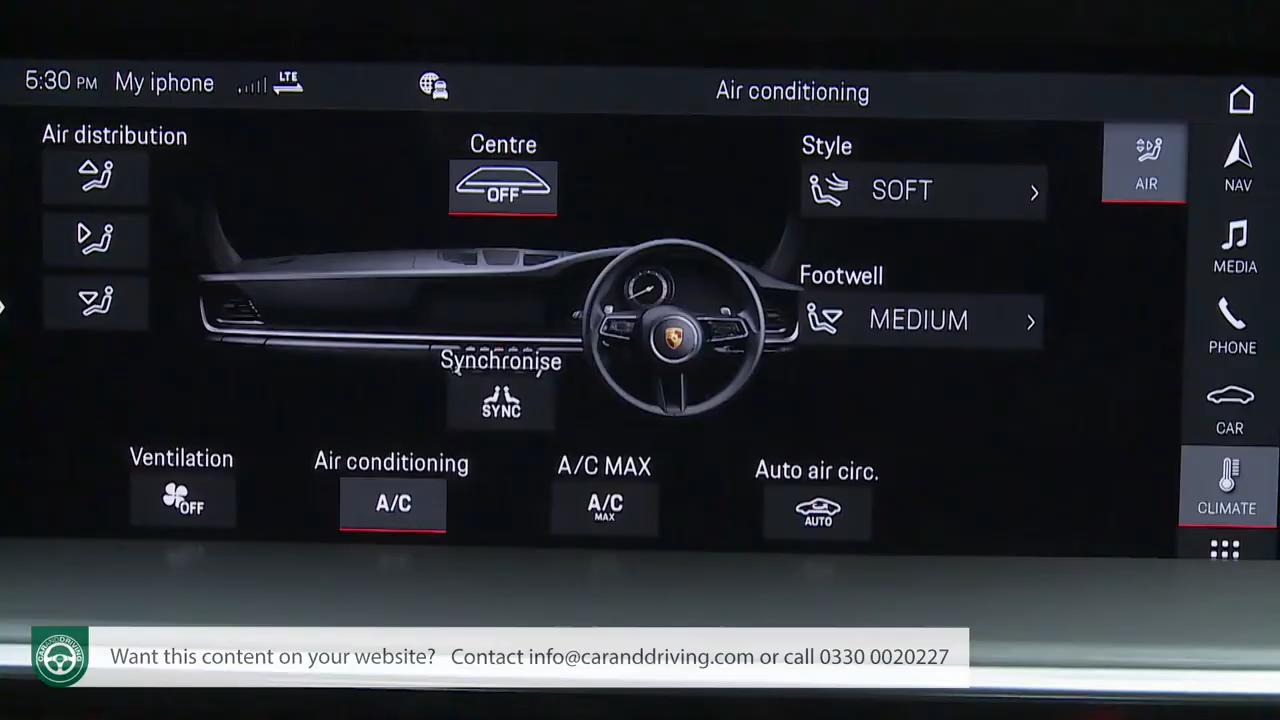 5:30 PM My iphone LTE
Air conditioning
Air distribution
Centre
OFF
Style
SOFT
AIR
NAV
Footwell
MEDIUM
MEDIA
PHONE
Synchronise
SYNC
CAR
Ventilation
OFF
Air conditioning
A/C
A/C MAX
A/C
MAX
Auto air circ.
AUTO
CLIMATE
CARANDDRIVING
Want this content on your website? Contact info@caranddriving.com or call 0330 0020227